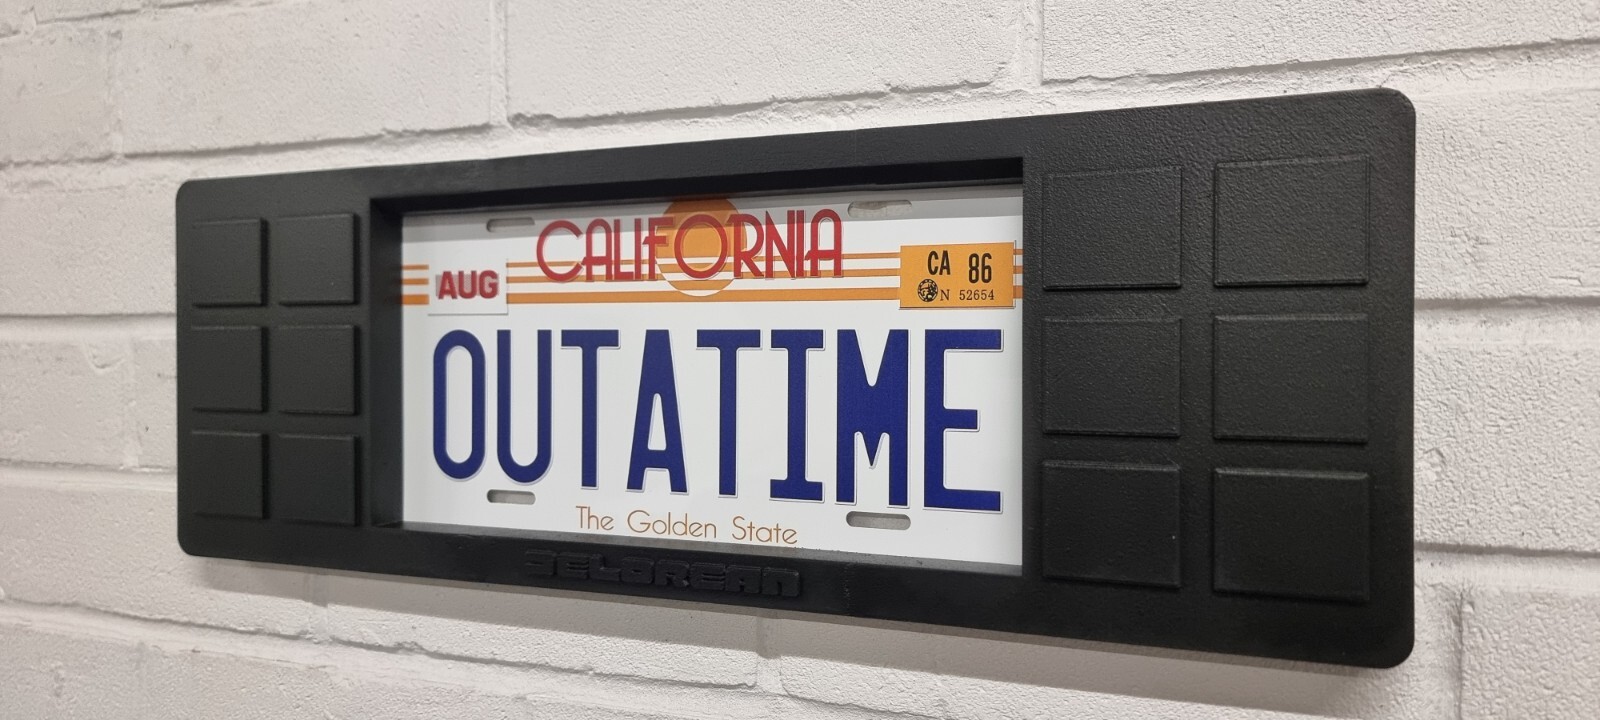 CALIFORNIA
AUG
CA 86
N 52654
OUTATIME
The Golden State
DELOREAN